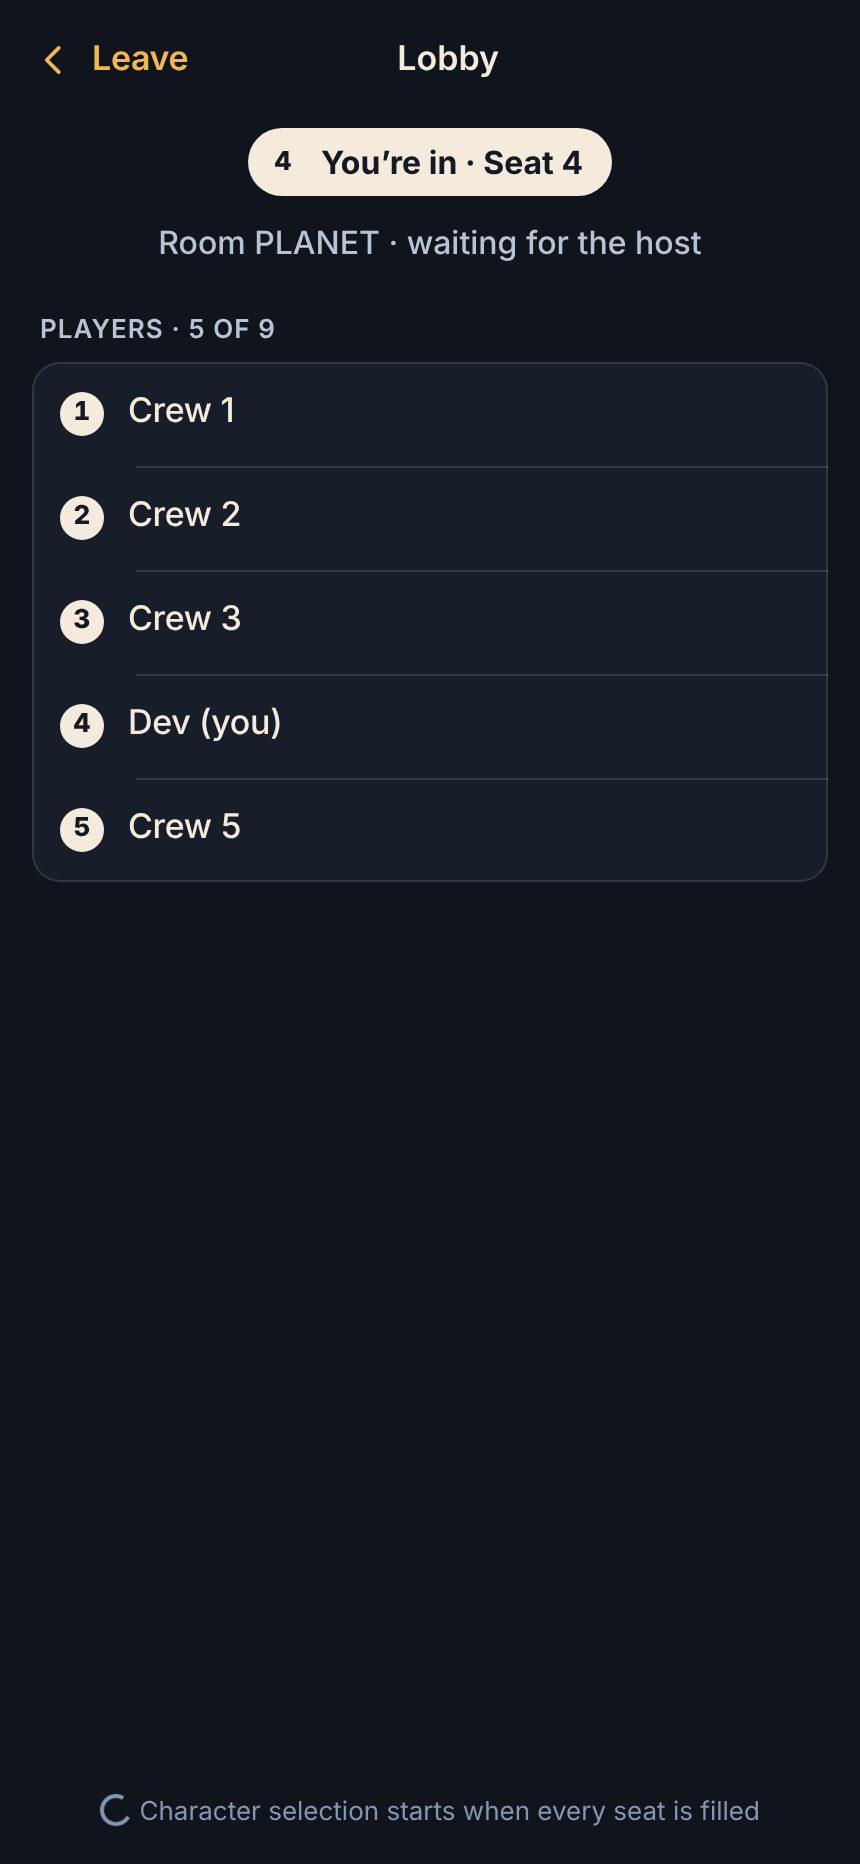 Leave
Lobby
4 You’re in · Seat 4
Room PLANET · waiting for the host
PLAYERS · 5 OF 9
1 Crew 1
2 Crew 2
3 Crew 3
4 Dev (you)
5 Crew 5
Character selection starts when every seat is filled